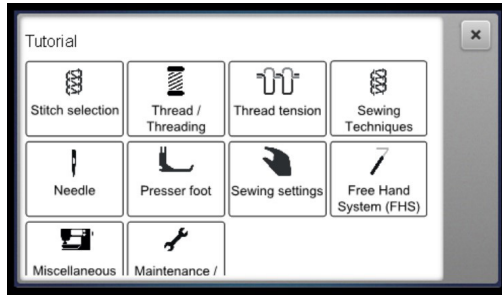 Tutorial
Stitch selection
Thread /
Threading
Thread tension
Sewing
Techniques
Needle
Presser foot
Sewing settings
Free Hand
System (FHS)
Miscellaneous
Maintenance /